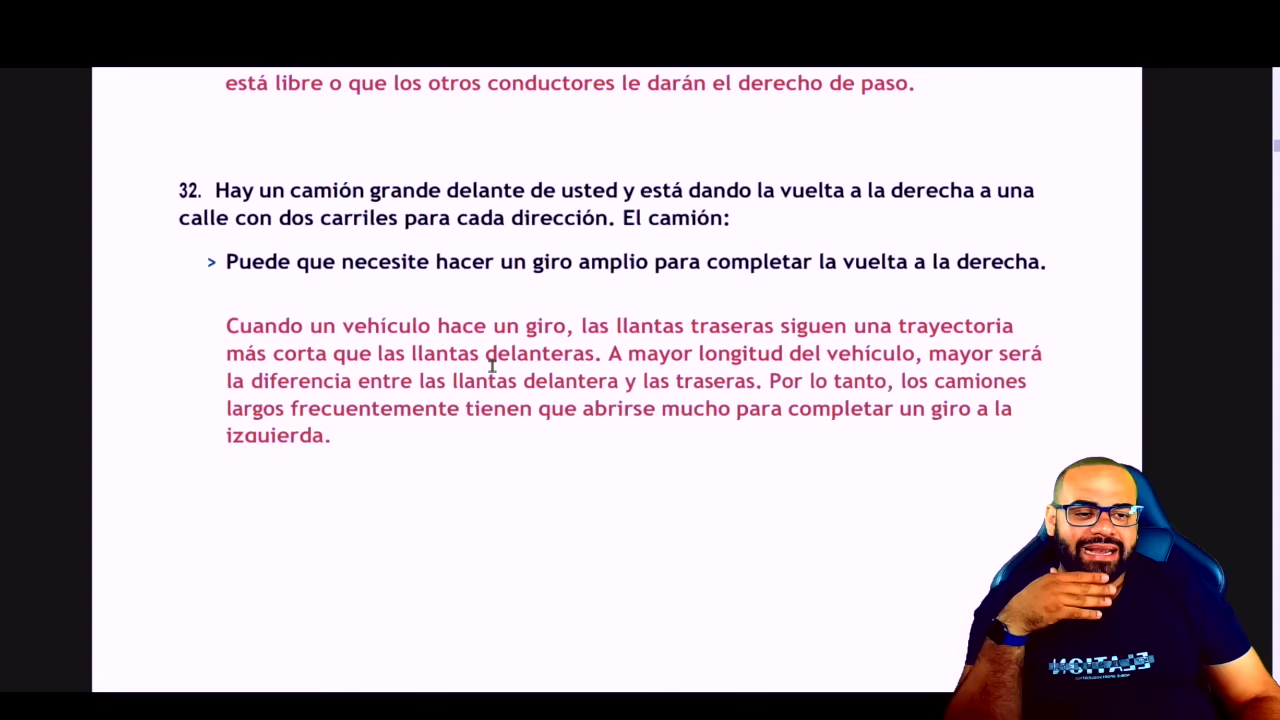 está libre o que los otros conductores le darán el derecho de paso.
32. Hay un camión grande delante de usted y está dando la vuelta a la derecha a una
calle con dos carriles para cada dirección. El camión:
> Puede que necesite hacer un giro amplio para completar la vuelta a la derecha.
Cuando un vehículo hace un giro, las llantas traseras siguen una trayectoria
más corta que las llantas delanteras. A mayor longitud del vehículo, mayor será
la diferencia entre las llantas delantera y las traseras. Por lo tanto, los camiones
largos frecuentemente tienen que abrirse mucho para completar un giro a la
izquierda.